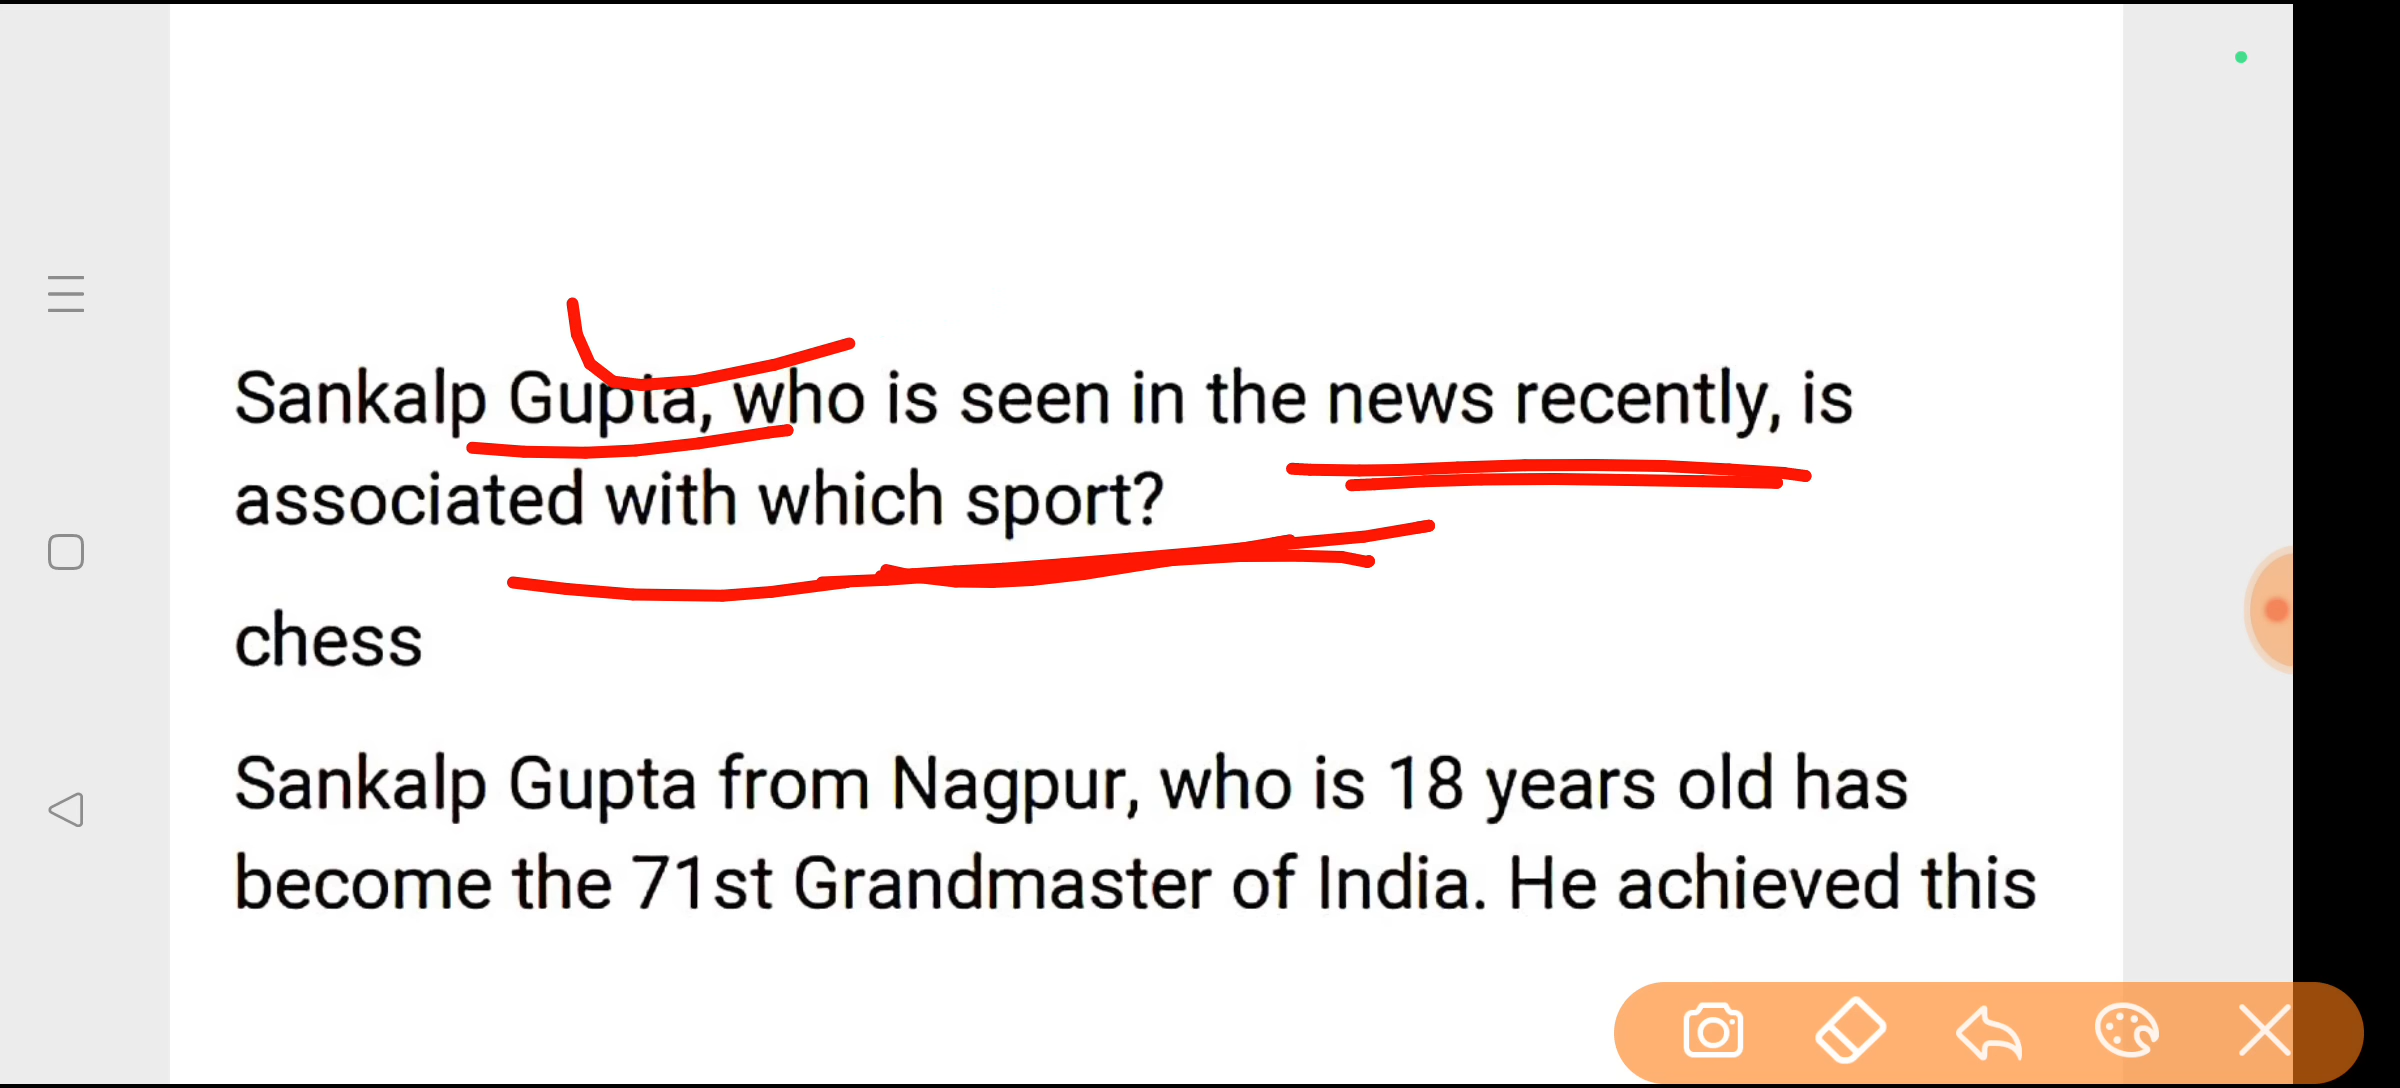 Sankalp Gupta, who is seen in the news recently, is
associated with which sport?
chess
Sankalp Gupta from Nagpur, who is 18 years old has
become the 71st Grandmaster of India. He achieved this